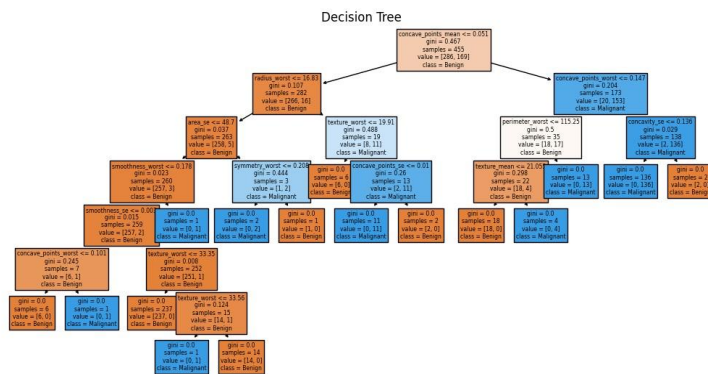 Decision Tree
concave_points_mean <= 0.051
gini = 0.467
samples = 455
value = [286, 169]
class = Benign
radius_worst <= 16.83
gini = 0.107
samples = 282
value = [266, 16]
class = Benign
concave_points_worst <= 0.147
gini = 0.204
samples = 173
value = [20, 153]
class = Malignant
area_se <= 48.7
gini = 0.037
samples = 263
value = [258, 5]
class = Benign
texture_worst <= 19.91
gini = 0.488
samples = 19
value = [8, 11]
class = Malignant
perimeter_worst <= 115.25
gini = 0.5
samples = 35
value = [18, 17]
class = Benign
concavity_se <= 0.136
gini = 0.029
samples = 138
value = [2, 136]
class = Malignant
smoothness_worst <= 0.178
gini = 0.023
samples = 260
value = [257, 3]
class = Benign
symmetry_worst <= 0.208
gini = 0.444
samples = 3
value = [1, 2]
class = Malignant
gini = 0.0
samples = 6
value = [6, 0]
class = Benign
concave_points_se <= 0.01
gini = 0.26
samples = 13
value = [2, 11]
class = Malignant
texture_mean <= 21.055
gini = 0.298
samples = 22
value = [18, 4]
class = Benign
gini = 0.0
samples = 13
value = [0, 13]
class = Malignant
gini = 0.0
samples = 136
value = [0, 136]
class = Malignant
gini = 0.0
samples = 2
value = [2, 0]
class = Benign
smoothness_se <=
gini = 0.015
samples = 259
value = [257, 2]
class = Benign
gini = 0.0
samples = 1
value = [0, 1]
class = Malignant
gini = 0.0
samples = 2
value = [0, 2]
class = Malignant
gini = 0.0
samples = 1
value = [1, 0]
class = Benign
gini = 0.0
samples = 11
value = [0, 11]
class = Malignant
gini = 0.0
samples = 2
value = [2, 0]
class = Benign
gini = 0.0
samples = 18
value = [18, 0]
class = Benign
gini = 0.0
samples = 4
value = [0, 4]
class = Malignant
concave_points_worst <= 0.101
gini = 0.245
samples = 7
value = [6, 1]
class = Benign
texture_worst <= 33.35
gini = 0.008
samples = 252
value = [251, 1]
class = Benign
gini = 0.0
samples = 6
value = [6, 0]
class = Benign
gini = 0.0
samples = 1
value = [0, 1]
class = Malignant
gini = 0.0
samples = 237
value = [237, 0]
class = Benign
texture_worst <= 33.56
gini = 0.124
samples = 15
value = [14, 1]
class = Benign
gini = 0.0
samples = 1
value = [0, 1]
class = Malignant
gini = 0.0
samples = 14
value = [14, 0]
class = Benign